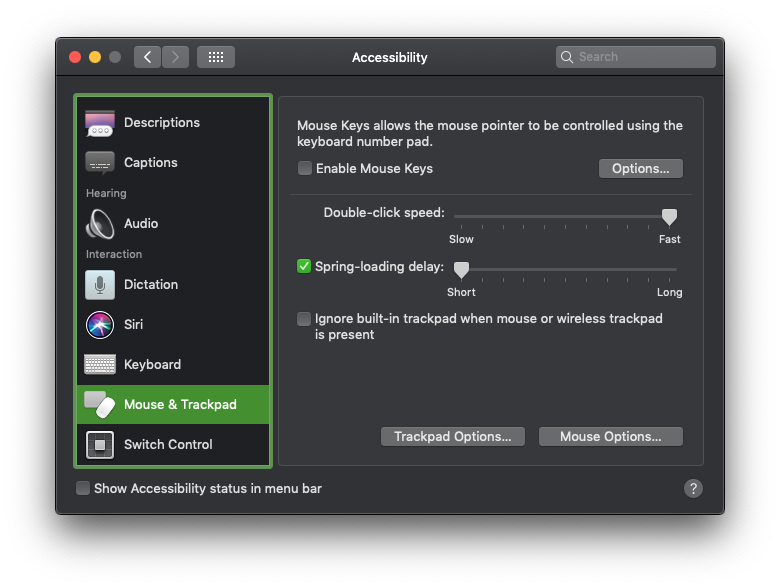 Accessibility
Search
Descriptions
Captions
Hearing
Audio
Interaction
Dictation
Siri
Keyboard
Mouse & Trackpad
Switch Control
Mouse Keys allows the mouse pointer to be controlled using the
keyboard number pad.
Enable Mouse Keys
Options...
Double-click speed:
Slow
Fast
Spring-loading delay:
Short
Long
Ignore built-in trackpad when mouse or wireless trackpad
is present
Trackpad Options...
Mouse Options...
Show Accessibility status in menu bar
?